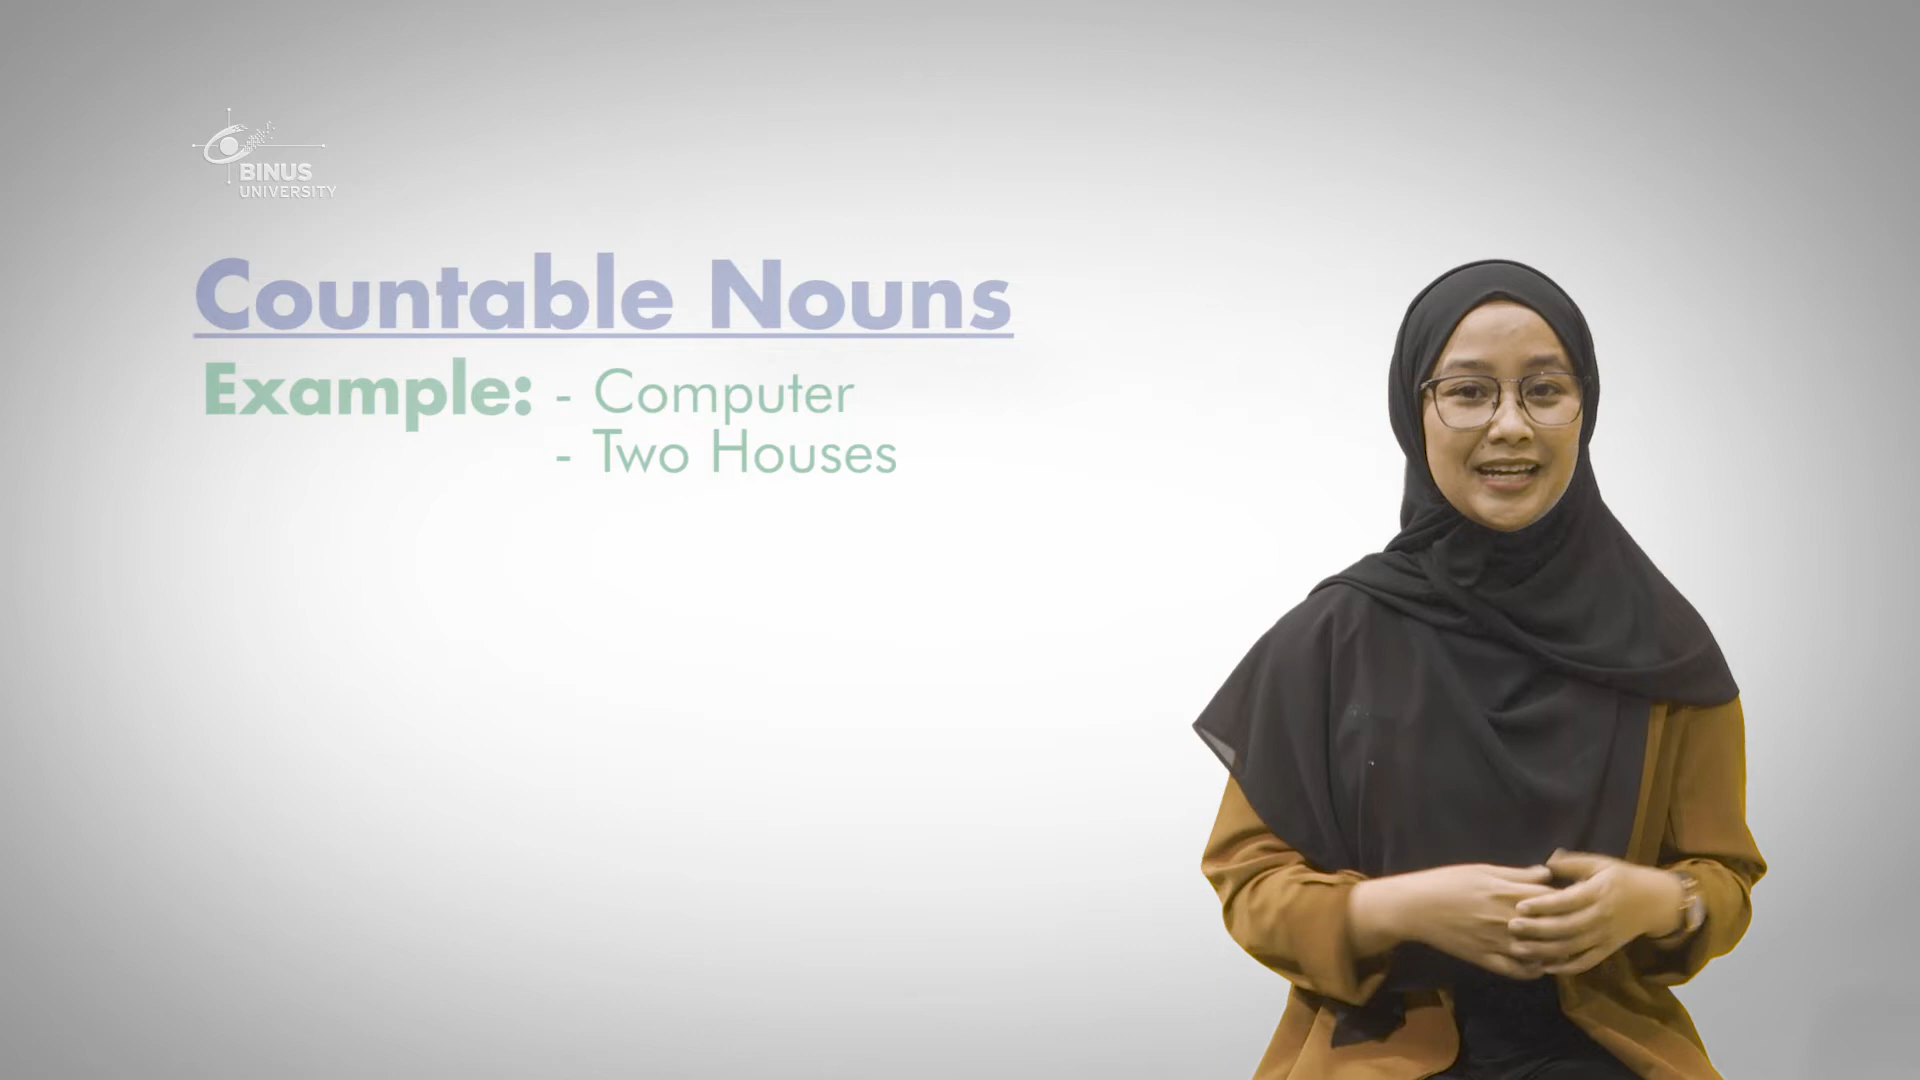 BINUS
UNIVERSITY
Countable Nouns
Example: - Computer
- Two Houses